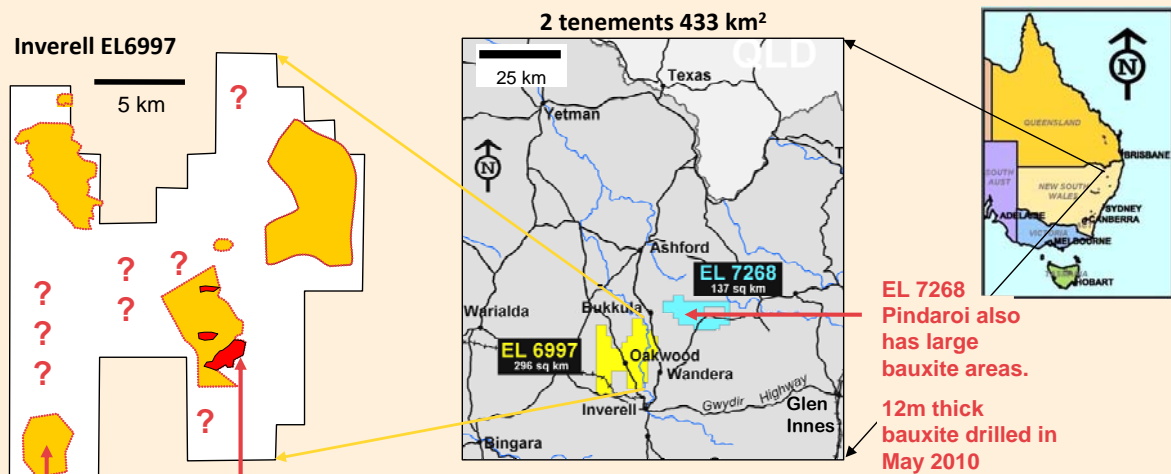 2 tenements 433 km²
Inverell EL6997
5 km
?
?
?
?
?
?
?
?
?
25 km
QLD
Texas
Yetman
N
Ashford
EL 7268
137 sq km
Bukkulla
Warialda
EL 6997
296 sq km
Oakwood
Wandera
Gwydir Highway
Glen
Innes
Inverell
Bingara
N
QUEENSLAND
BRISBANE
SOUTH
AUST
NEW SOUTH
WALES
SYDNEY
CANBERRA
ADELAIDE
VICTORIA
MELBOURNE
TASMANIA
HOBART
EL 7268
Pindaroi also
has large
bauxite areas.
12m thick
bauxite drilled in
May 2010